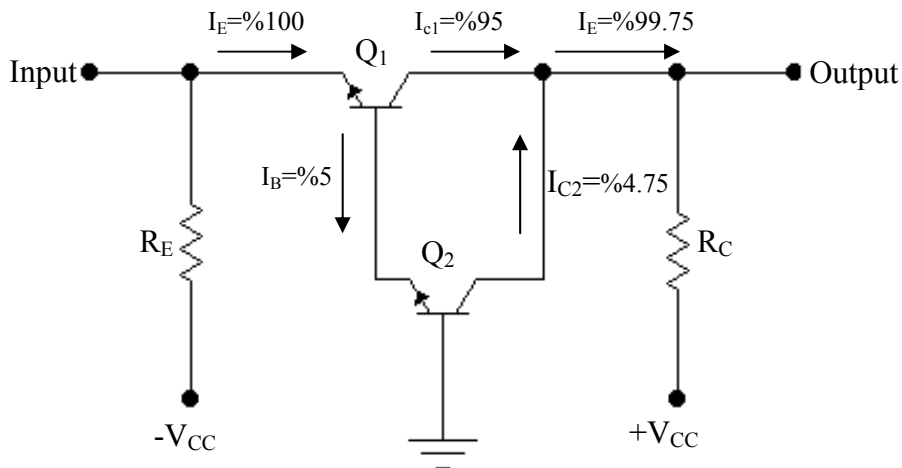 I_E=%100
I_c1=%95
I_E=%99.75
Q_1
Input
Output
I_B=%5
I_C2=%4.75
R_E
Q_2
R_C
-V_CC
+V_CC